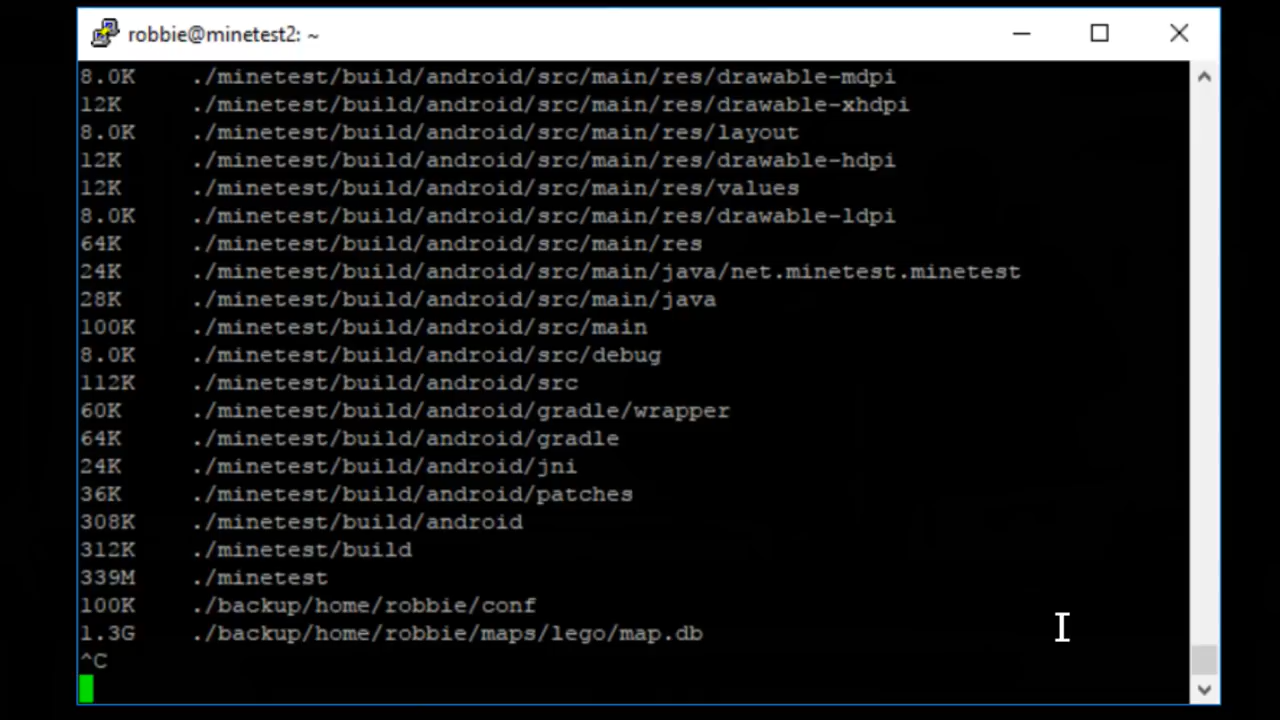 robbie@minetest2: ~
8.0K ./minetest/build/android/src/main/res/drawable-mdpi
12K ./minetest/build/android/src/main/res/drawable-xhdpi
8.0K ./minetest/build/android/src/main/res/layout
12K ./minetest/build/android/src/main/res/drawable-hdpi
12K ./minetest/build/android/src/main/res/values
8.0K ./minetest/build/android/src/main/res/drawable-ldpi
64K ./minetest/build/android/src/main/res
24K ./minetest/build/android/src/main/java/net.minetest.minetest
28K ./minetest/build/android/src/main/java
100K ./minetest/build/android/src/main
8.0K ./minetest/build/android/src/debug
112K ./minetest/build/android/src
60K ./minetest/build/android/gradle/wrapper
64K ./minetest/build/android/gradle
24K ./minetest/build/android/jni
36K ./minetest/build/android/patches
308K ./minetest/build/android
312K ./minetest/build
339M ./minetest
100K ./backup/home/robbie/conf
1.3G ./backup/home/robbie/maps/lego/map.db
^C